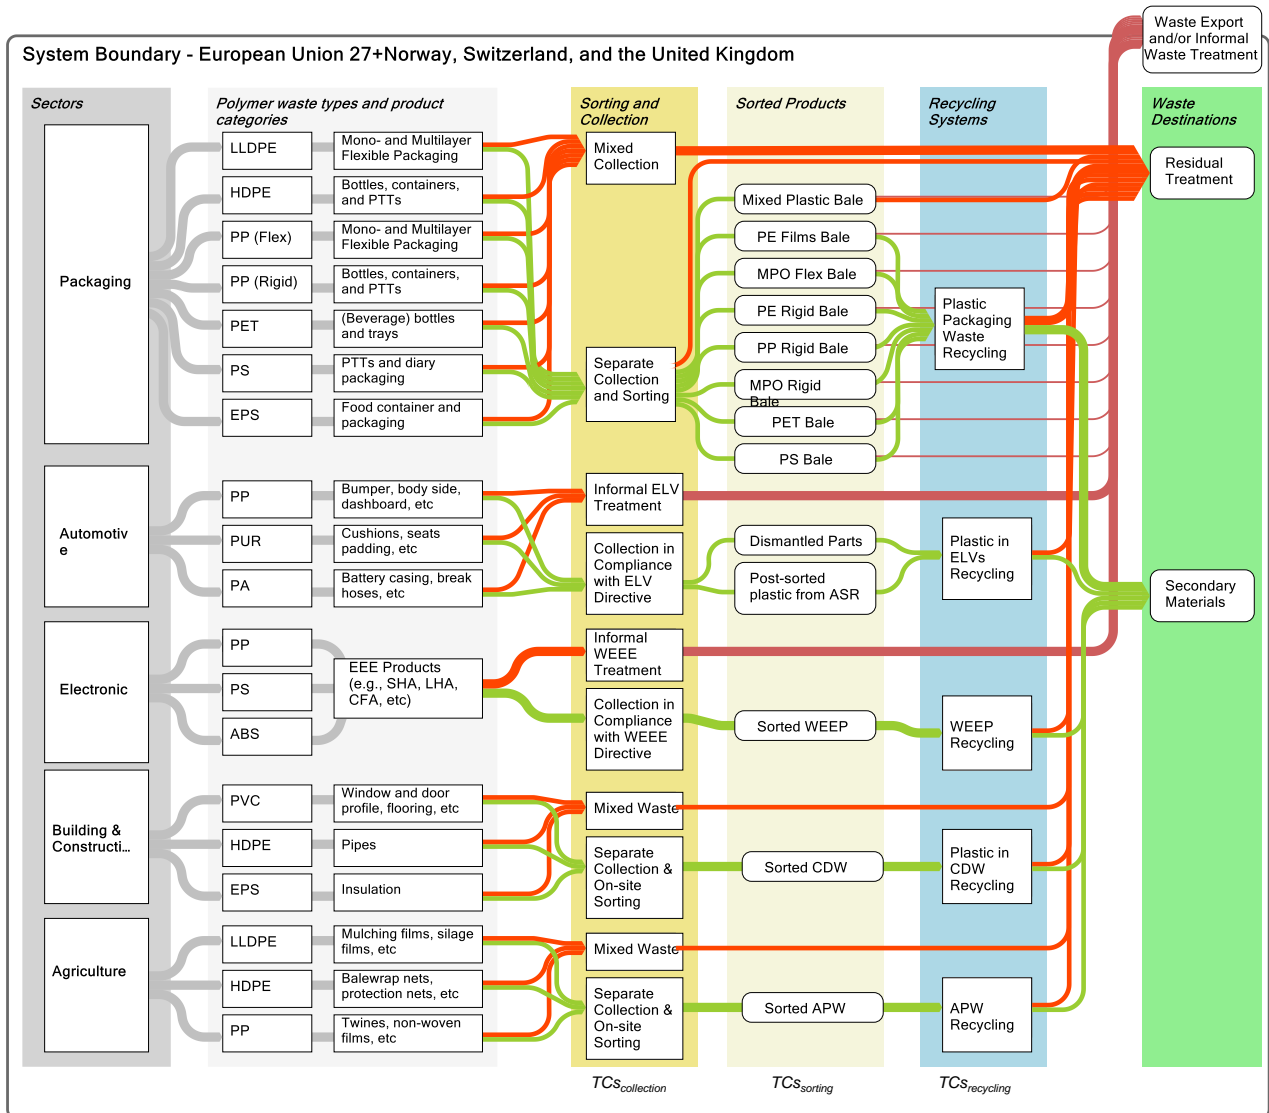 Waste Export
and/or Informal
Waste Treatment
System Boundary - European Union 27+Norway, Switzerland, and the United Kingdom
Sectors
Polymer waste types and product
categories
Sorting and
Collection
Sorted Products
Recycling
Systems
Waste
Destinations
Packaging
LLDPE
Mono- and Multilayer
Flexible Packaging
HDPE
Bottles, containers,
and PTTs
PP (Flex)
Mono- and Multilayer
Flexible Packaging
PP (Rigid)
Bottles, containers,
and PTTs
PET
(Beverage) bottles
and trays
PS
PTTs and diary
packaging
EPS
Food container and
packaging
Mixed
Collection
Separate
Collection
and Sorting
Mixed Plastic Bale
PE Films Bale
MPO Flex Bale
PE Rigid Bale
PP Rigid Bale
MPO Rigid
Bale
PET Bale
PS Bale
Plastic
Packaging
Waste
Recycling
Residual
Treatment
Automotiv
e
PP
Bumper, body side,
dashboard, etc
PUR
Cushions, seats
padding, etc
PA
Battery casing, break
hoses, etc
Informal ELV
Treatment
Collection in
Compliance
with ELV
Directive
Dismantled Parts
Post-sorted
plastic from ASR
Plastic in
ELVs
Recycling
Secondary
Materials
Electronic
PP
PS
ABS
EEE Products
(e.g., SHA, LHA,
CFA, etc)
Informal
WEEE
Treatment
Collection in
Compliance
with WEEE
Directive
Sorted WEEP
WEEP
Recycling
Building &
Constructi…
PVC
Window and door
profile, flooring, etc
HDPE
Pipes
EPS
Insulation
Mixed Waste
Separate
Collection &
On-site
Sorting
Sorted CDW
Plastic in
CDW
Recycling
Agriculture
LLDPE
Mulching films, silage
films, etc
HDPE
Balewrap nets,
protection nets, etc
PP
Twines, non-woven
films, etc
Mixed Waste
Separate
Collection &
On-site
Sorting
Sorted APW
APW
Recycling
TCscollection
TCssorting
TCsrecycling